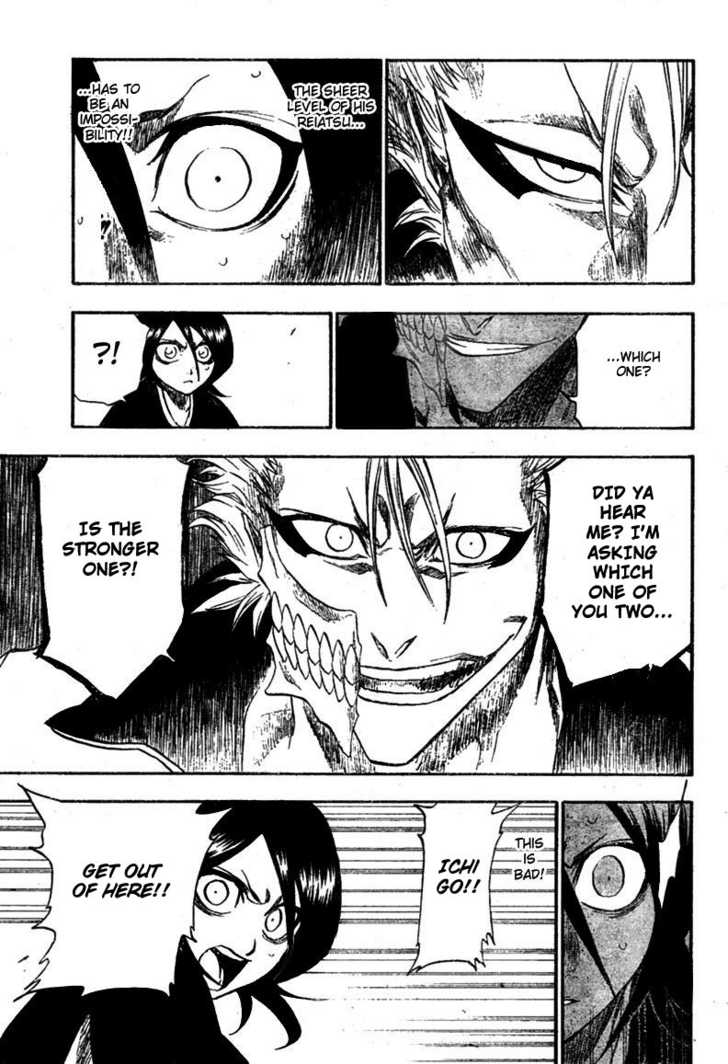 THE SHEER
LEVEL OF HIS
REIATSU...
...HAS TO
BE AN
IMPOSSI-
BILITY!!
...WHICH
ONE?
?!
DID YA
HEAR
ME? I'M
ASKING
WHICH
ONE OF
YOU TWO...
IS THE
STRONGER
ONE?!
THIS
IS
BAD!
ICHI
GO!!
GET OUT
OF HERE!!